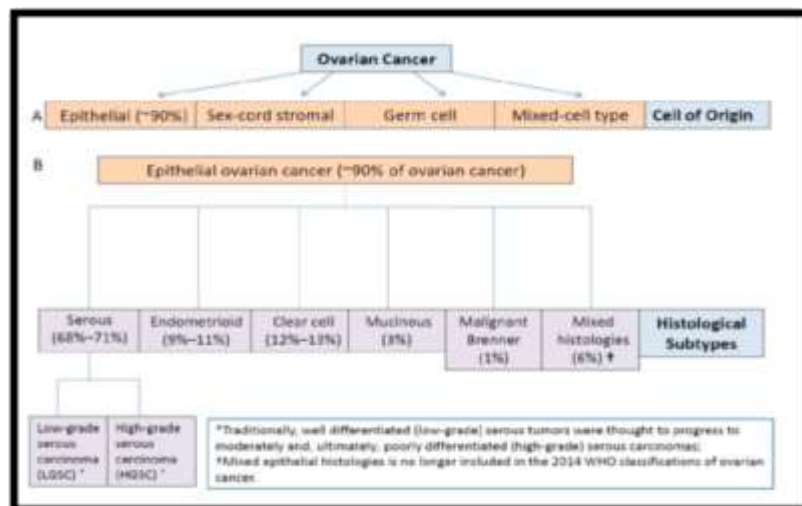 Ovarian Cancer
A
Epithelial (~90%)
Sex-cord stromal
Germ cell
Mixed-cell type
Cell of Origin
B
Epithelial ovarian cancer (~90% of ovarian cancer)
Serous
(68%-71%)
Endometrioid
(9%-11%)
Clear cell
(12%-13%)
Mucinous
(3%)
Malignant
Brenner
(1%)
Mixed
histologies
(6%) ✝
Histological
Subtypes
Low-grade
serous
carcinoma
(LGSC) *
High-grade
serous
carcinoma
(HGSC) *
*Traditionally, well differentiated (low-grade) serous tumors were thought to progress to
moderately and, ultimately, poorly differentiated (high-grade) serous carcinomas;
✝Mixed epithelial histologies is no longer included in the 2014 WHO classifications of ovarian
cancer.